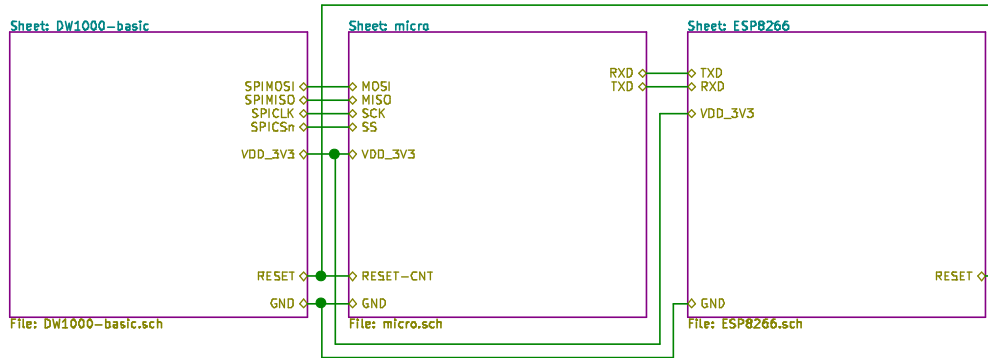 Sheet: DW1000-basic
SPIMOSI
SPIMISO
SPICLK
SPICSn
VDD_3V3
RESET
GND
File: DW1000-basic.sch
Sheet: micro
MOSI
MISO
SCK
SS
VDD_3V3
RXD
TXD
RESET-CNT
GND
File: micro.sch
Sheet: ESP8266
TXD
RXD
VDD_3V3
RESET
GND
File: ESP8266.sch